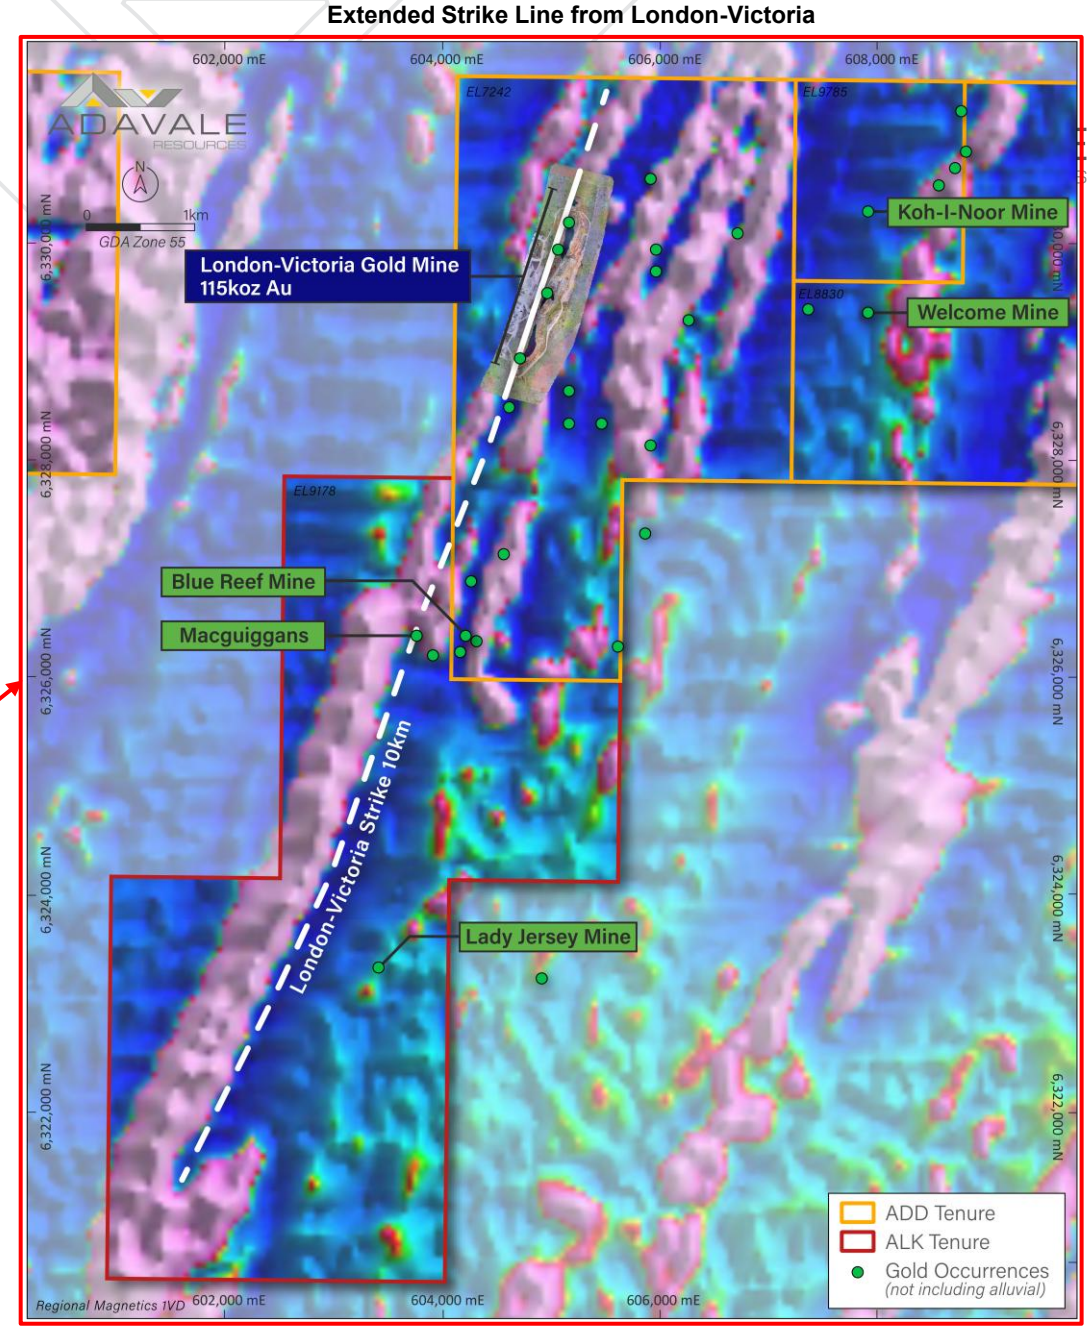 Extended Strike Line from London-Victoria
602,000 mE
604,000 mE
606,000 mE
608,000 mE
ADAVALE
RESOURCES
EL7242
EL9785
N
0 1km
GDA Zone 55
6,330,000 mN
Koh-I-Noor Mine
London-Victoria Gold Mine
115koz Au
EL8830
Welcome Mine
6,328,000 mN
6,328,000 mN
EL9178
Blue Reef Mine
Macguiggans
6,326,000 mN
6,326,000 mN
London-Victoria Strike 10km
6,324,000 mN
6,324,000 mN
Lady Jersey Mine
6,322,000 mN
6,322,000 mN
ADD Tenure
ALK Tenure
Gold Occurrences
(not including alluvial)
Regional Magnetics 1VD
602,000 mE
604,000 mE
606,000 mE